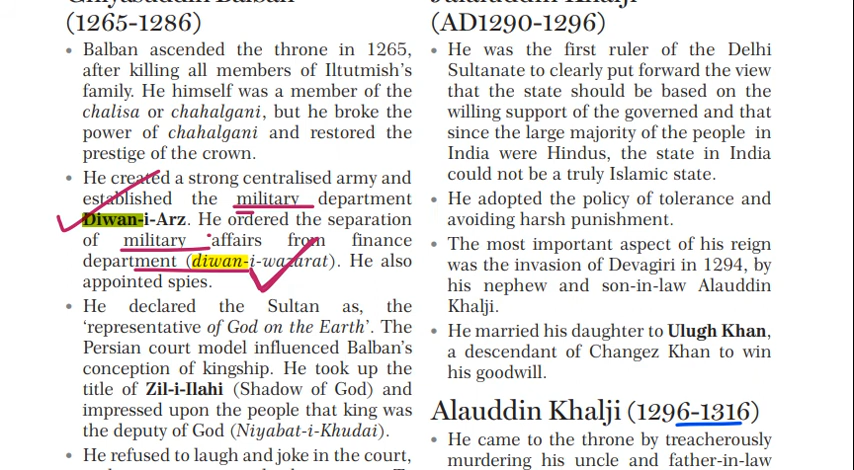 Ghiyasuddin Balban
(1265-1286)
• Balban ascended the throne in 1265,
after killing all members of Iltutmish's
family. He himself was a member of the
chalisa or chahalgani, but he broke the
power of chahalgani and restored the
prestige of the crown.
• He created a strong centralised army and
established the military department
Diwan-i-Arz. He ordered the separation
of military affairs from finance
department (diwan-i-wazarat). He also
appointed spies.
• He declared the Sultan as, the
‘representative of God on the Earth’. The
Persian court model influenced Balban's
conception of kingship. He took up the
title of Zil-i-Ilahi (Shadow of God) and
impressed upon the people that king was
the deputy of God (Niyabat-i-Khudai).
• He refused to laugh and joke in the court,
Jalaluddin Khalji
(AD1290-1296)
• He was the first ruler of the Delhi
Sultanate to clearly put forward the view
that the state should be based on the
willing support of the governed and that
since the large majority of the people in
India were Hindus, the state in India
could not be a truly Islamic state.
• He adopted the policy of tolerance and
avoiding harsh punishment.
• The most important aspect of his reign
was the invasion of Devagiri in 1294, by
his nephew and son-in-law Alauddin
Khalji.
• He married his daughter to Ulugh Khan,
a descendant of Changez Khan to win
his goodwill.
Alauddin Khalji (1296-1316)
• He came to the throne by treacherously
murdering his uncle and father-in-law